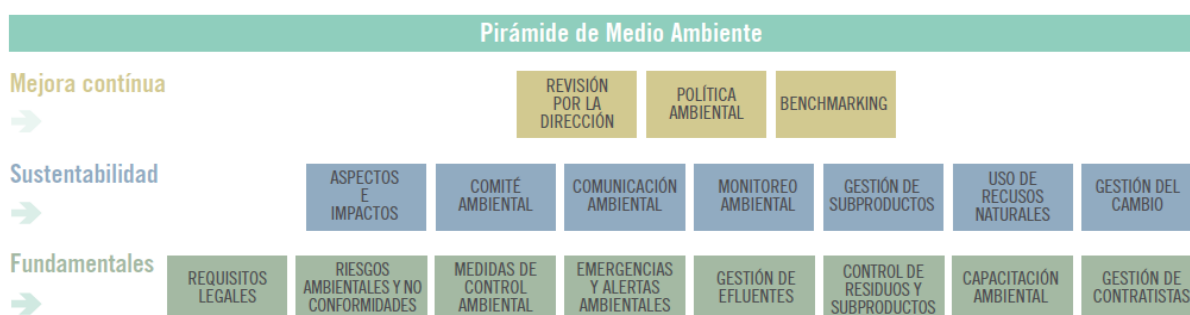 Pirámide de Medio Ambiente
Mejora contínua
REVISIÓN
POR LA
DIRECCIÓN
POLÍTICA
AMBIENTAL
BENCHMARKING
Sustentabilidad
ASPECTOS
E
IMPACTOS
COMITÉ
AMBIENTAL
COMUNICACIÓN
AMBIENTAL
MONITOREO
AMBIENTAL
GESTIÓN DE
SUBPRODUCTOS
USO DE
RECUSOS
NATURALES
GESTIÓN DEL
CAMBIO
Fundamentales
REQUISITOS
LEGALES
RIESGOS
AMBIENTALES Y NO
CONFORMIDADES
MEDIDAS DE
CONTROL
AMBIENTAL
EMERGENCIAS
Y ALERTAS
AMBIENTALES
GESTIÓN DE
EFLUENTES
CONTROL DE
RESIDUOS Y
SUBPRODUCTOS
CAPACITACIÓN
AMBIENTAL
GESTIÓN DE
CONTRATISTAS